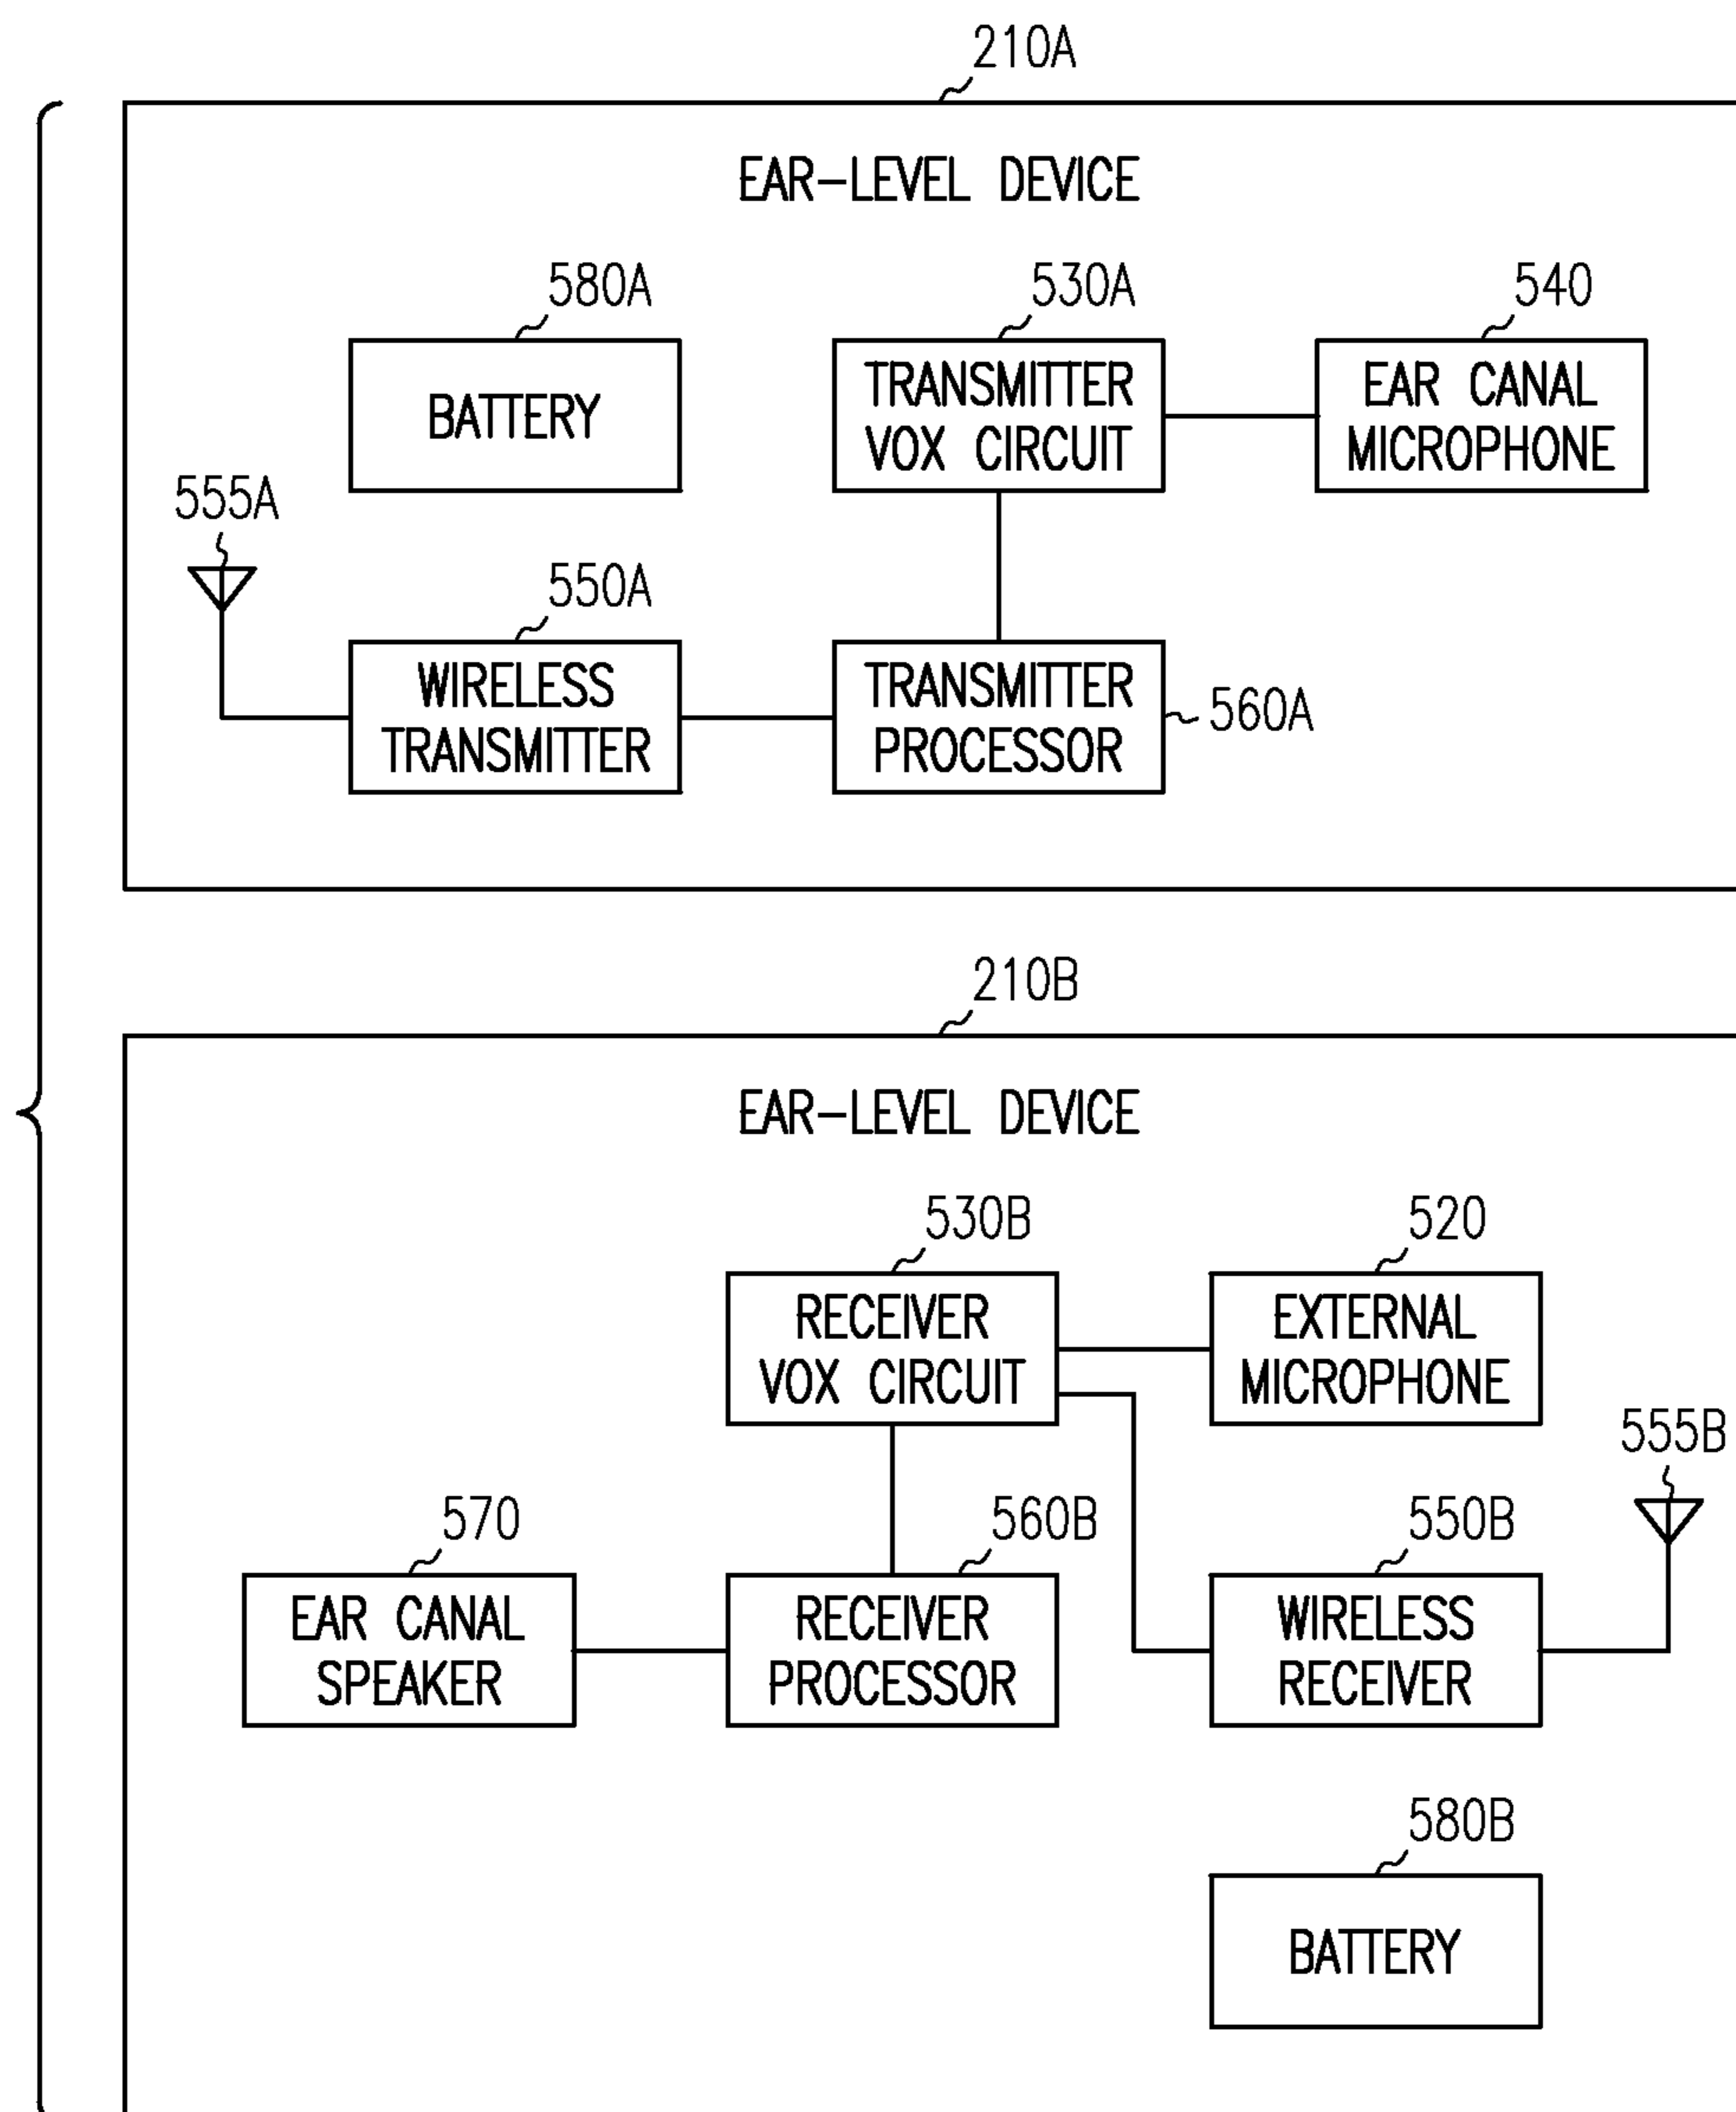 210A
EAR-LEVEL DEVICE
580A
530A
540
BATTERY
TRANSMITTER
VOX CIRCUIT
EAR CANAL
MICROPHONE
555A
550A
WIRELESS
TRANSMITTER
TRANSMITTER
PROCESSOR
560A
210B
EAR-LEVEL DEVICE
530B
520
RECEIVER
VOX CIRCUIT
EXTERNAL
MICROPHONE
555B
570
560B
550B
EAR CANAL
SPEAKER
RECEIVER
PROCESSOR
WIRELESS
RECEIVER
580B
BATTERY